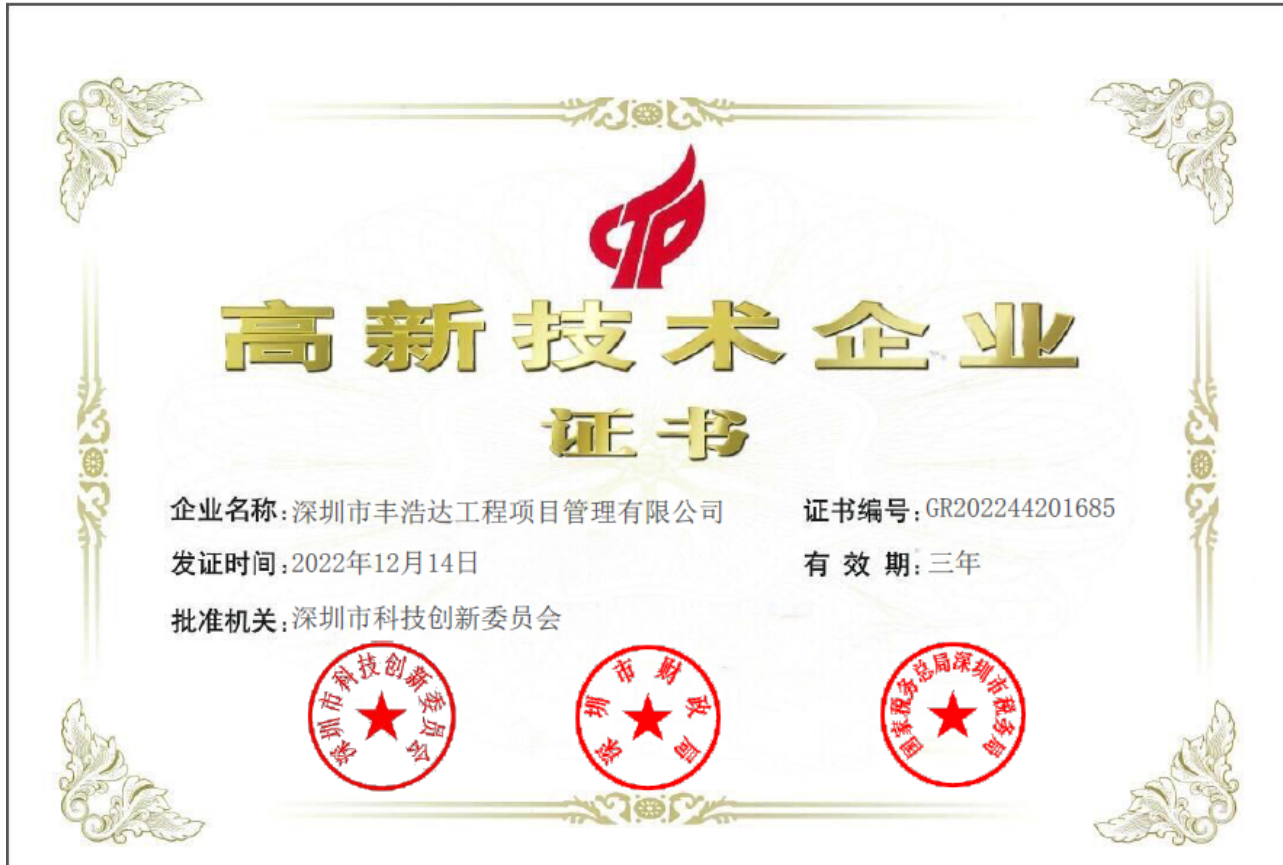 CTP
高新技术企业
证书
企业名称:深圳市丰浩达工程项目管理有限公司 证书编号:GR202244201685
发证时间:2022年12月14日 有效期:三年
批准机关:深圳市科技创新委员会
深圳市科技创新委员会
深圳市财政局
国家税务总局深圳市税务局